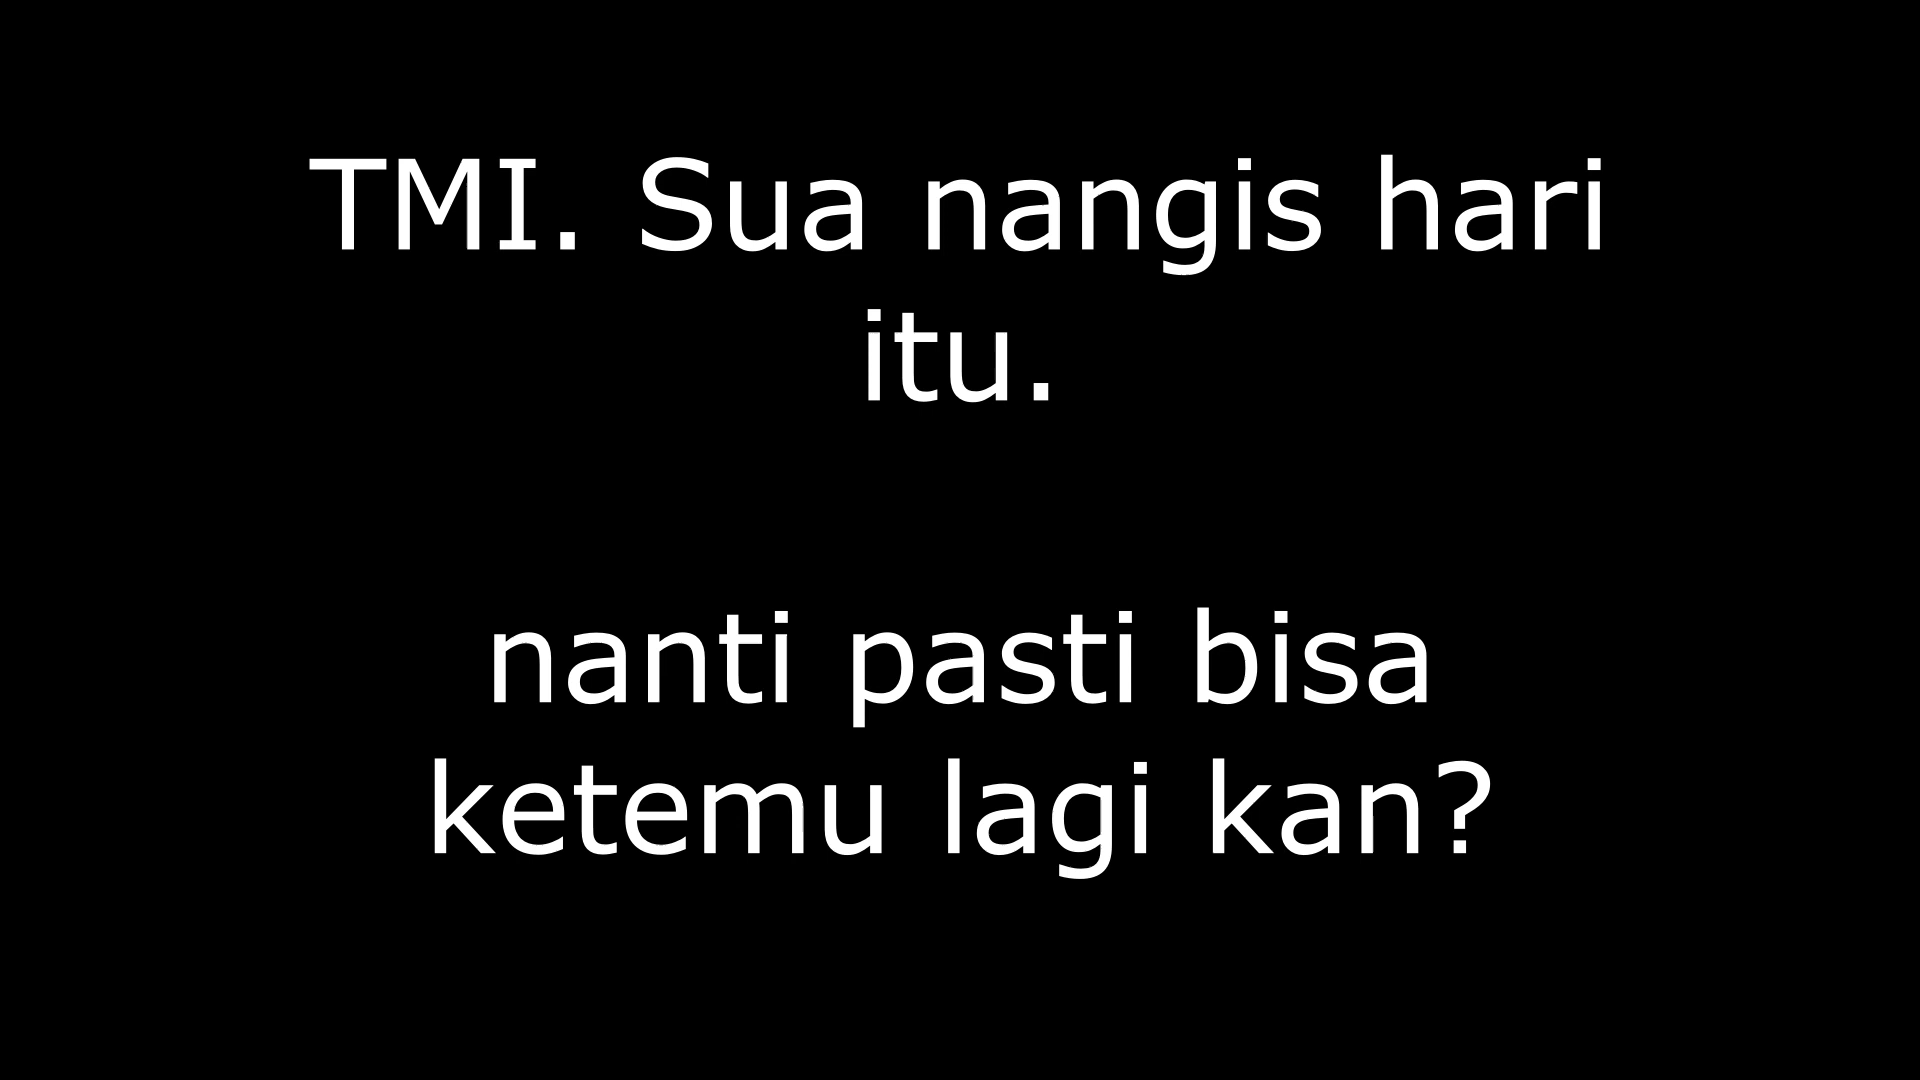 TMI. Sua nangis hari
itu.
nanti pasti bisa
ketemu lagi kan?